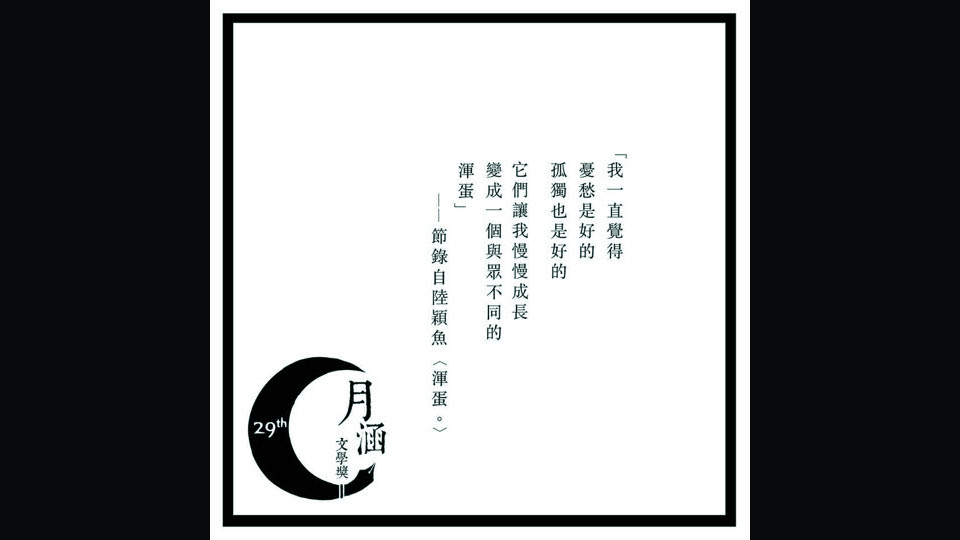 「我一直覺得
憂愁是好的
孤獨也是好的
它們讓我慢慢成長
變成一個與眾不同的
渾蛋」
——節錄自陸穎魚〈渾蛋。〉
29th
月涵
文學獎